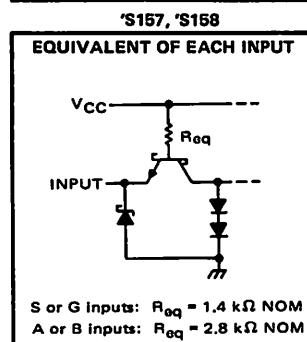 'S157, 'S158
EQUIVALENT OF EACH INPUT
VCC
Req
INPUT
S or G inputs: Req = 1.4 kΩ NOM
A or B inputs: Req = 2.8 kΩ NOM